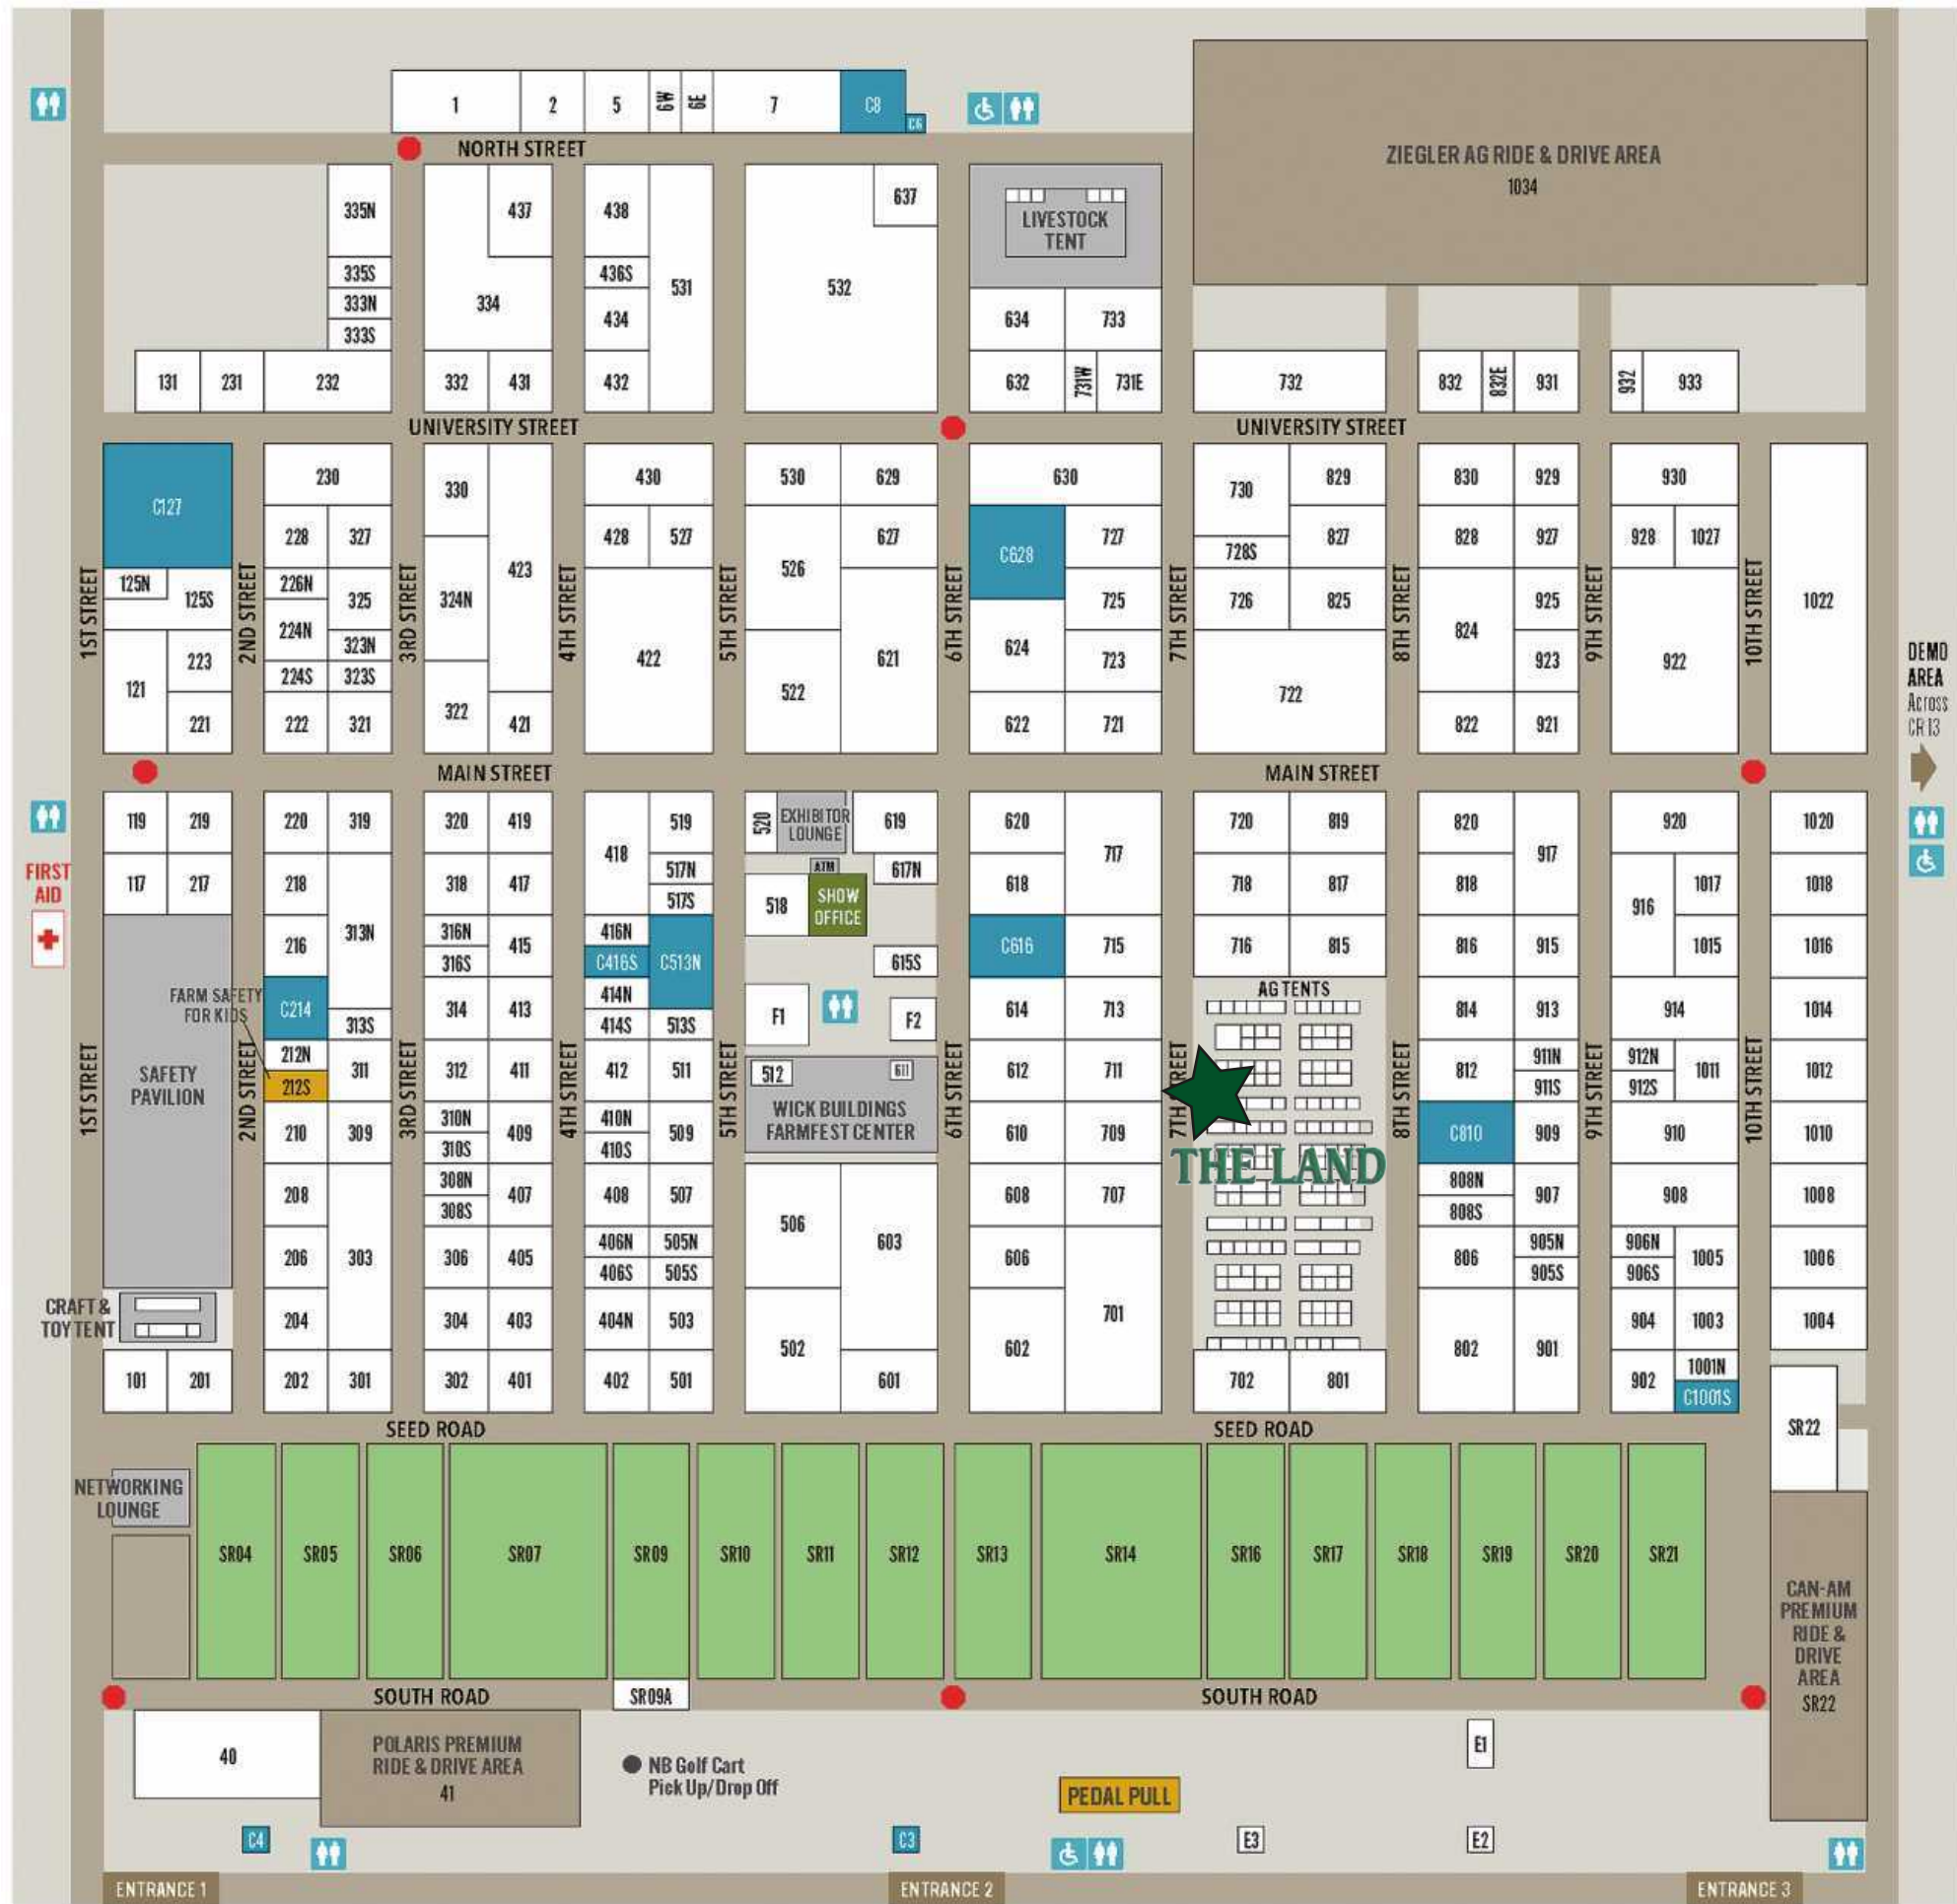 1
2
5
6W
6E
7
C8
C6
NORTH STREET
ZIEGLER AG RIDE & DRIVE AREA
1034
335N
437
438
637
LIVESTOCK
TENT
335S
436S
531
532
333N
334
434
634
733
333S
131
231
232
332
431
432
632
731W
731E
732
832
832E
931
932
933
UNIVERSITY STREET
UNIVERSITY STREET
C127
230
330
430
530
629
630
730
829
830
929
930
228
327
423
428
527
526
627
C628
727
728S
827
828
927
928
1027
1ST STREET
125N
125S
2ND STREET
226N
325
3RD STREET
324N
4TH STREET
5TH STREET
6TH STREET
725
7TH STREET
726
825
8TH STREET
824
925
9TH STREET
10TH STREET
1022
224N
323N
422
621
624
723
923
922
223
121
224S
323S
522
722
221
222
321
322
421
622
721
822
921
DEMO
AREA
Across
CR 13
MAIN STREET
MAIN STREET
119
219
220
319
320
419
418
519
520
EXHIBITOR
LOUNGE
619
620
717
720
819
820
917
920
1020
FIRST
AID
117
217
218
318
417
517N
517S
ATM
518
SHOW
OFFICE
617N
618
718
817
818
916
1017
1018
216
313N
316N
316S
415
416N
C416S
C513N
615S
C616
715
716
815
816
915
1015
1016
FARM SAFETY
FOR KIDS
C214
313S
314
413
414N
414S
513S
F1
F2
614
713
AG TENTS
814
913
914
1014
1ST STREET
SAFETY
PAVILION
2ND STREET
212N
212S
311
3RD STREET
312
411
4TH STREET
412
511
5TH STREET
512
611
WICK BUILDINGS
FARMFEST CENTER
6TH STREET
612
711
7TH STREET
8TH STREET
812
911N
911S
9TH STREET
912N
912S
1011
10TH STREET
1012
210
309
310N
310S
409
410N
410S
509
610
709
C810
909
910
1010
THE LAND
208
308N
308S
407
408
507
506
603
608
707
808N
808S
907
908
1008
206
303
306
405
406N
406S
505N
505S
606
701
806
905N
905S
906N
906S
1005
1006
CRAFT &
TOY TENT
204
304
403
404N
503
502
602
802
901
904
1003
1004
101
201
202
301
302
401
402
501
601
702
801
902
1001N
C1001S
SEED ROAD
SEED ROAD
SR22
NETWORKING
LOUNGE
SR04
SR05
SR06
SR07
SR09
SR10
SR11
SR12
SR13
SR14
SR16
SR17
SR18
SR19
SR20
SR21
CAN-AM
PREMIUM
RIDE &
DRIVE
AREA
SR22
SOUTH ROAD
SR09A
SOUTH ROAD
40
POLARIS PREMIUM
RIDE & DRIVE AREA
41
NB Golf Cart
Pick Up/Drop Off
E1
PEDAL PULL
C4
C3
E3
E2
ENTRANCE 1
ENTRANCE 2
ENTRANCE 3